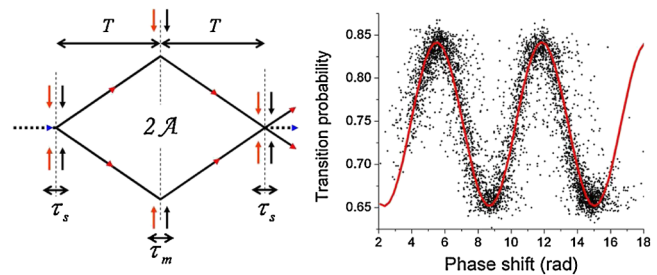 T
T
2𝒜
τₛ
τₛ
τₘ
Transition probability
0.85
0.80
0.75
0.70
0.65
2 4 6 8 10 12 14 16 18
Phase shift (rad)